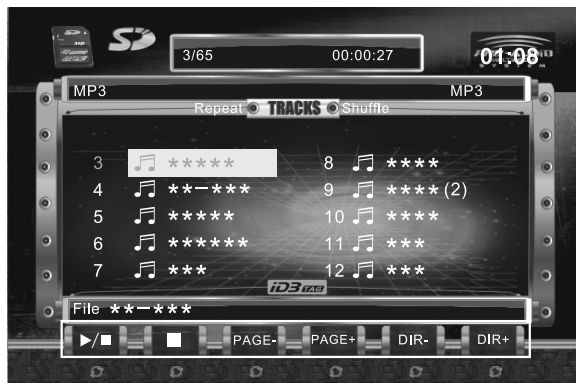 3/65 00:00:27 01:08
MP3 MP3
Repeat TRACKS Shuffle
3 *****
4 **-***
5 *****
6 ******
7 ***
8 ****
9 ****(2)
10 ****
11 ***
12 ***
iD3 TAG
File **-***
PAGE- PAGE+ DIR- DIR+